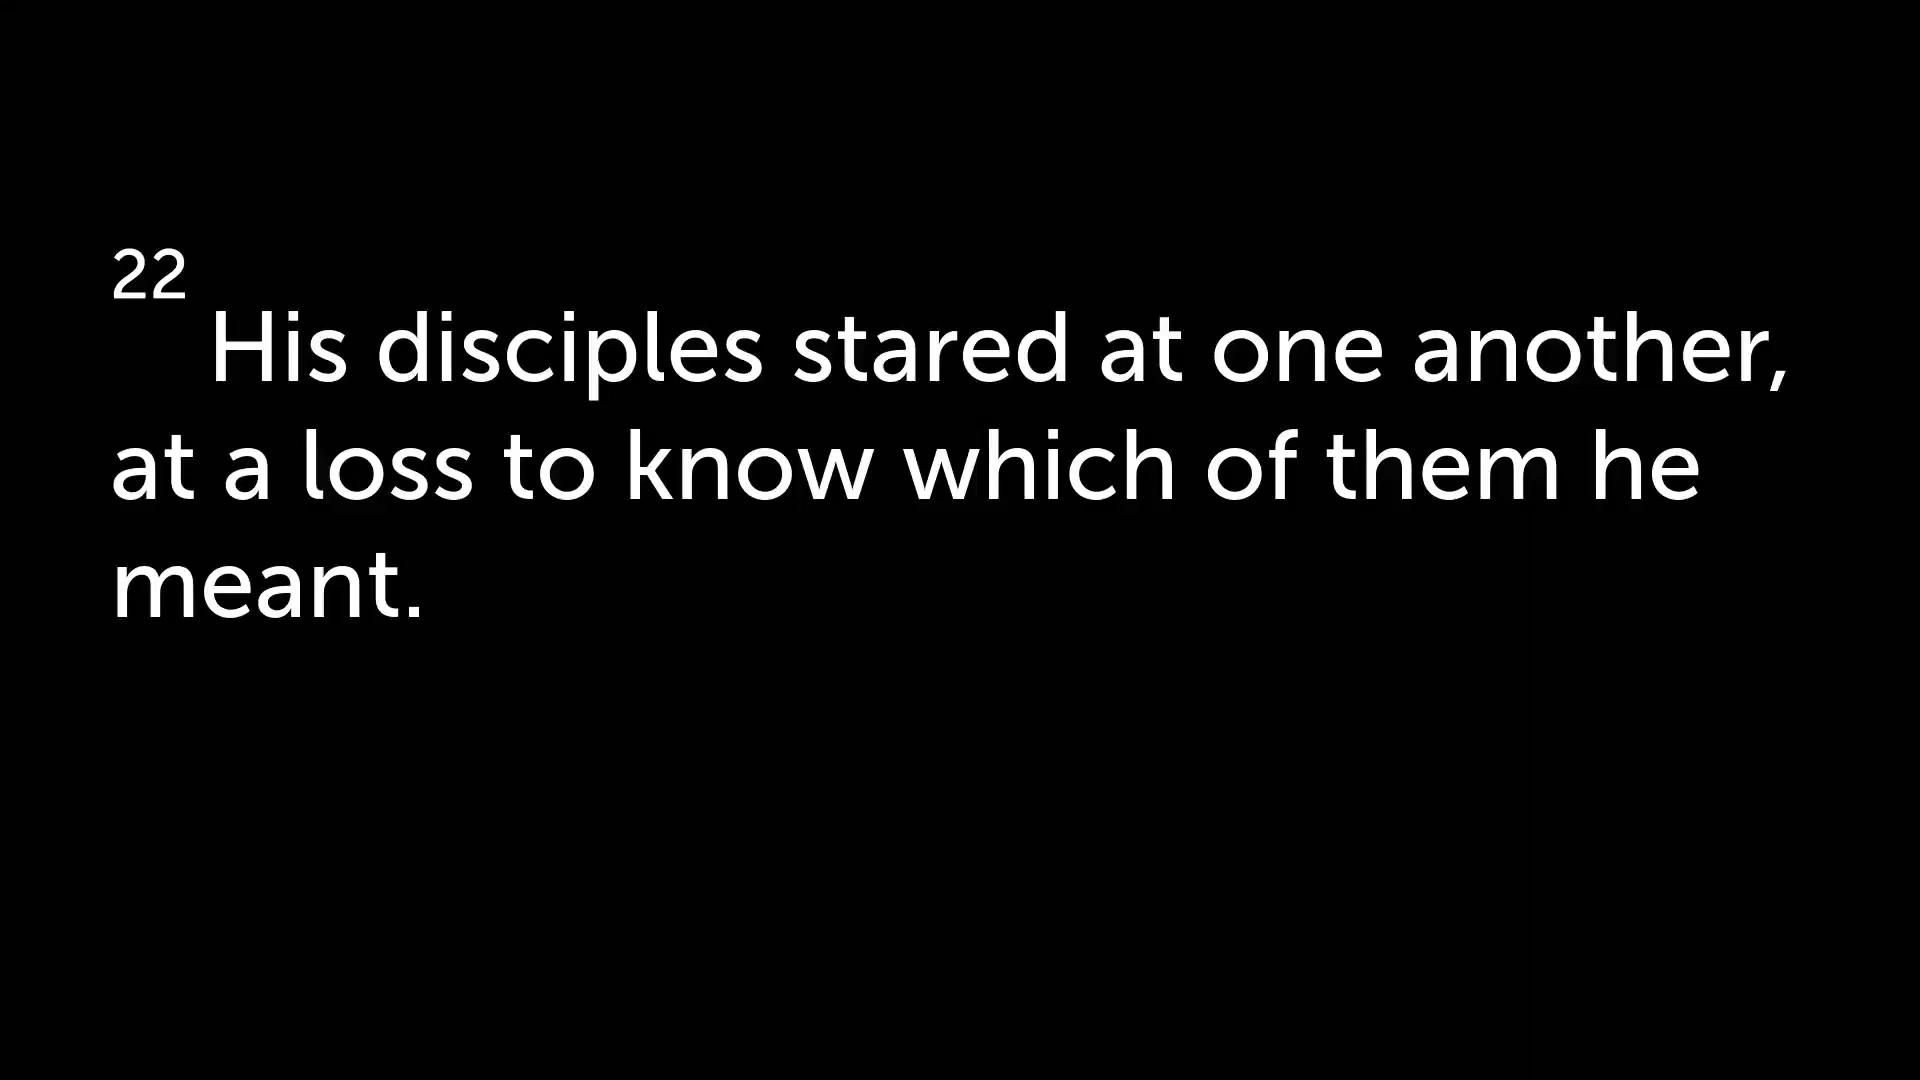 22 His disciples stared at one another,
at a loss to know which of them he
meant.